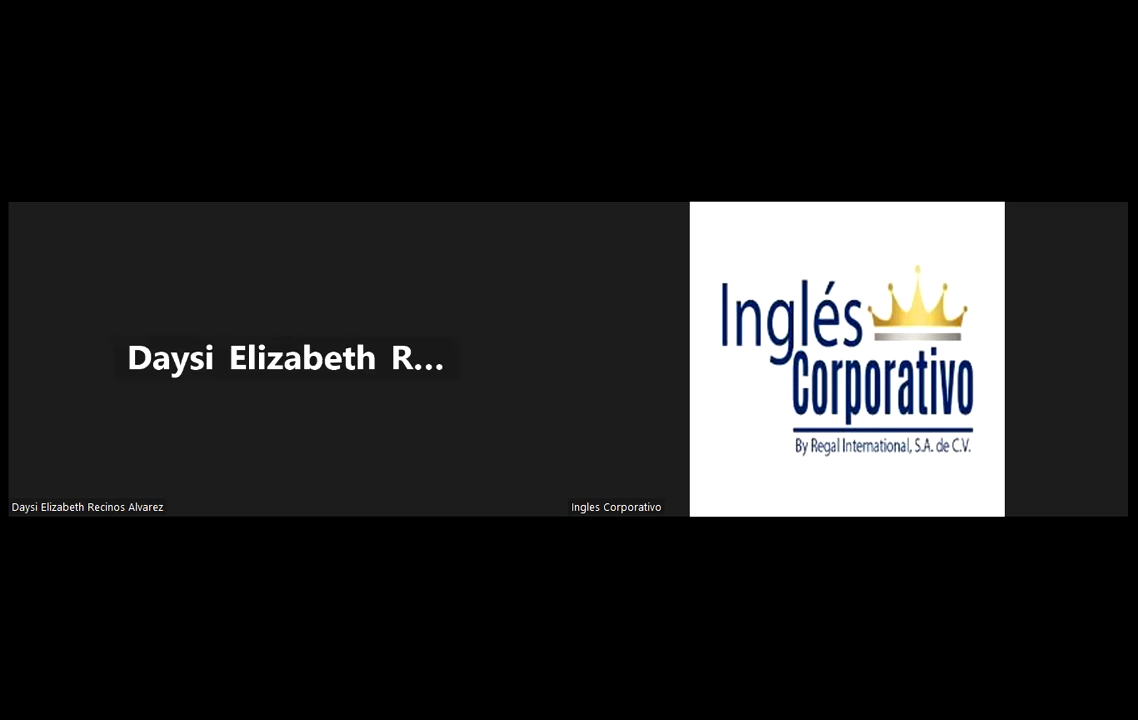 Daysi Elizabeth R...
Daysi Elizabeth Recinos Alvarez
Inglés
Corporativo
By Regal International, S.A. de C.V.
Ingles Corporativo